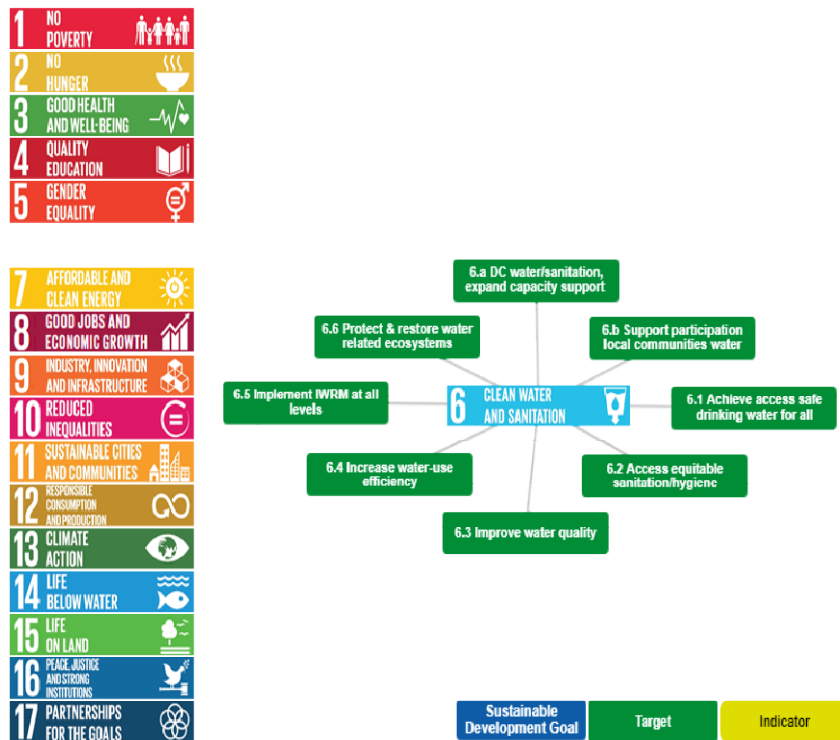 1 NO
POVERTY
2 NO
HUNGER
3 GOOD HEALTH
AND WELL-BEING
4 QUALITY
EDUCATION
5 GENDER
EQUALITY
7 AFFORDABLE AND
CLEAN ENERGY
8 GOOD JOBS AND
ECONOMIC GROWTH
9 INDUSTRY, INNOVATION
AND INFRASTRUCTURE
10 REDUCED
INEQUALITIES
11 SUSTAINABLE CITIES
AND COMMUNITIES
12 RESPONSIBLE
CONSUMPTION
AND PRODUCTION
13 CLIMATE
ACTION
14 LIFE
BELOW WATER
15 LIFE
ON LAND
16 PEACE, JUSTICE
AND STRONG
INSTITUTIONS
17 PARTNERSHIPS
FOR THE GOALS
6.a DC water/sanitation,
expand capacity support
6.6 Protect & restore water
related ecosystems
6.b Support participation
local communities water
6.5 Implement IWRM at all
levels
6 CLEAN WATER
AND SANITATION
6.1 Achieve access safe
drinking water for all
6.4 Increase water-use
efficiency
6.2 Access equitable
sanitation/hygiene
6.3 Improve water quality
Sustainable
Development Goal
Target
Indicator